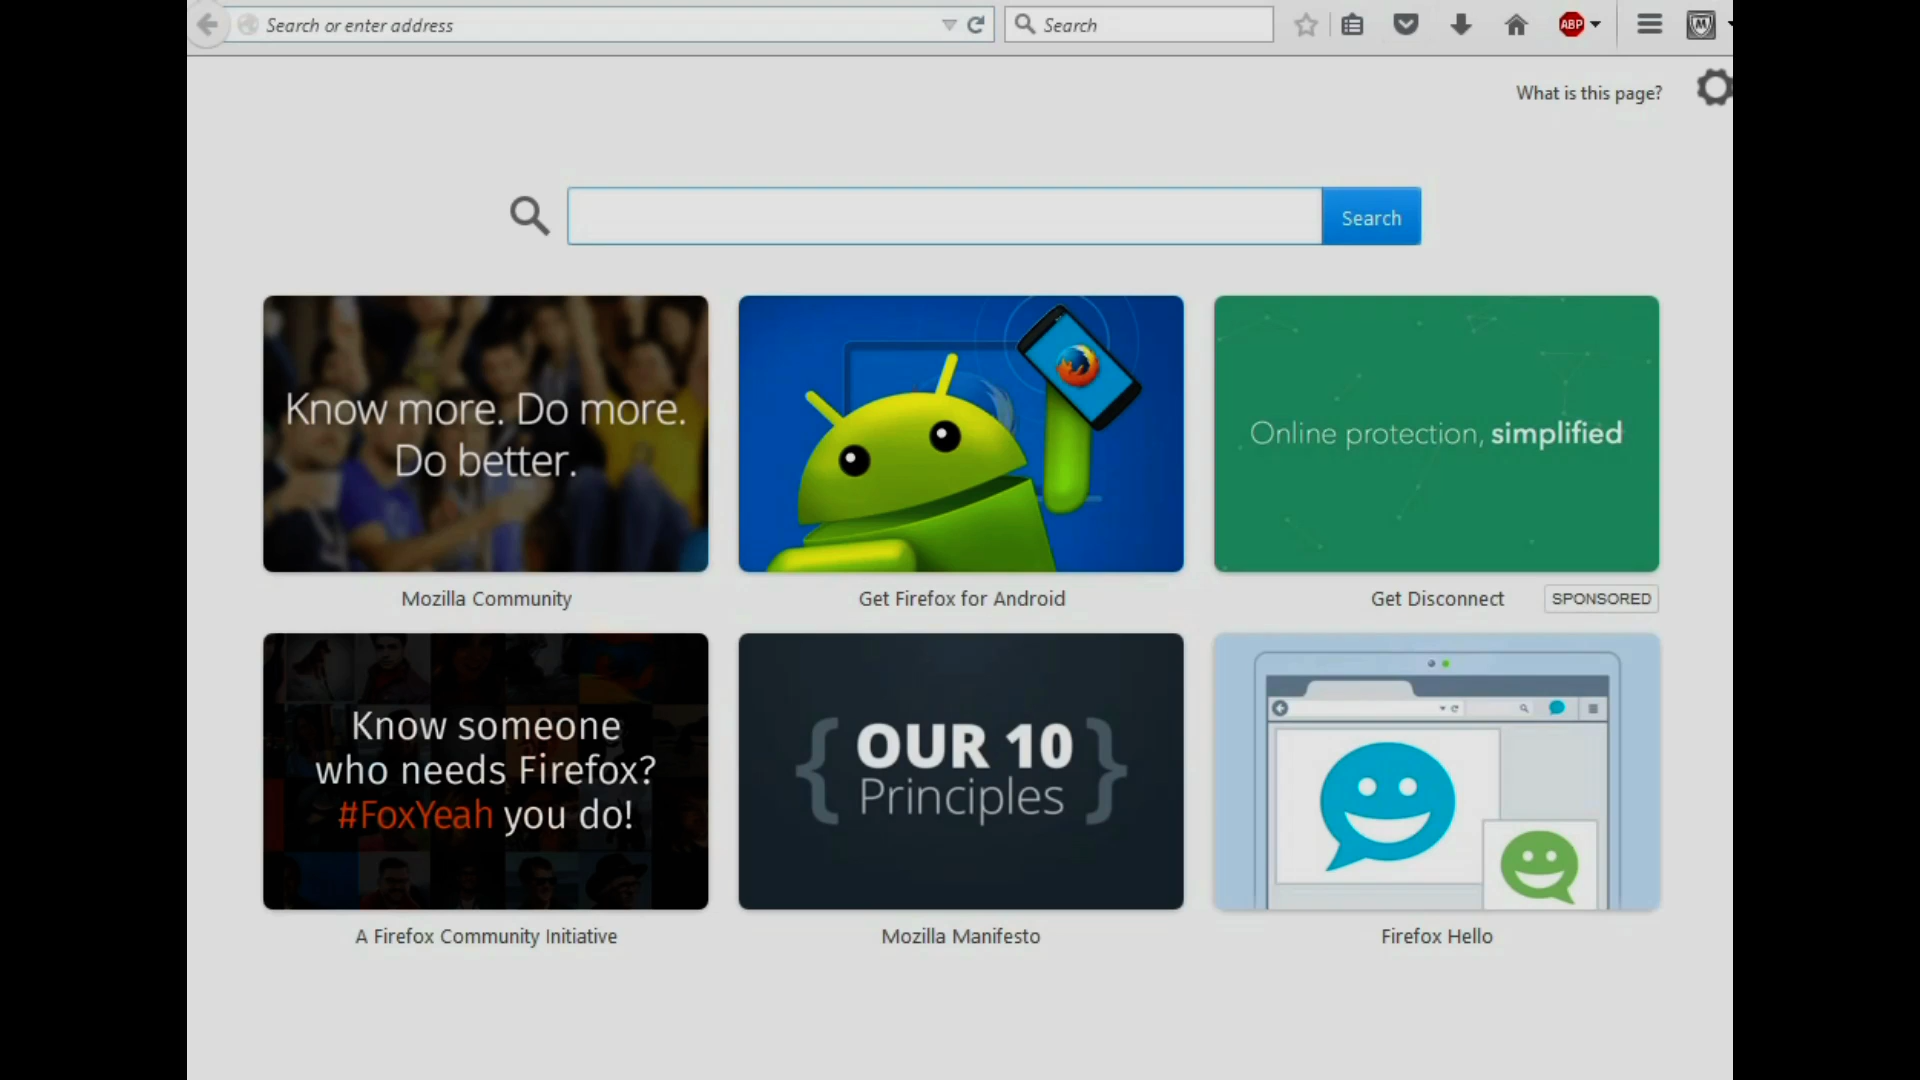 Search or enter address
Search
ABP
What is this page?
Search
Know more. Do more.
Do better.
Online protection, simplified
Mozilla Community
Get Firefox for Android
Get Disconnect
SPONSORED
Know someone
who needs Firefox?
#FoxYeah you do!
{ OUR 10
Principles }
A Firefox Community Initiative
Mozilla Manifesto
Firefox Hello